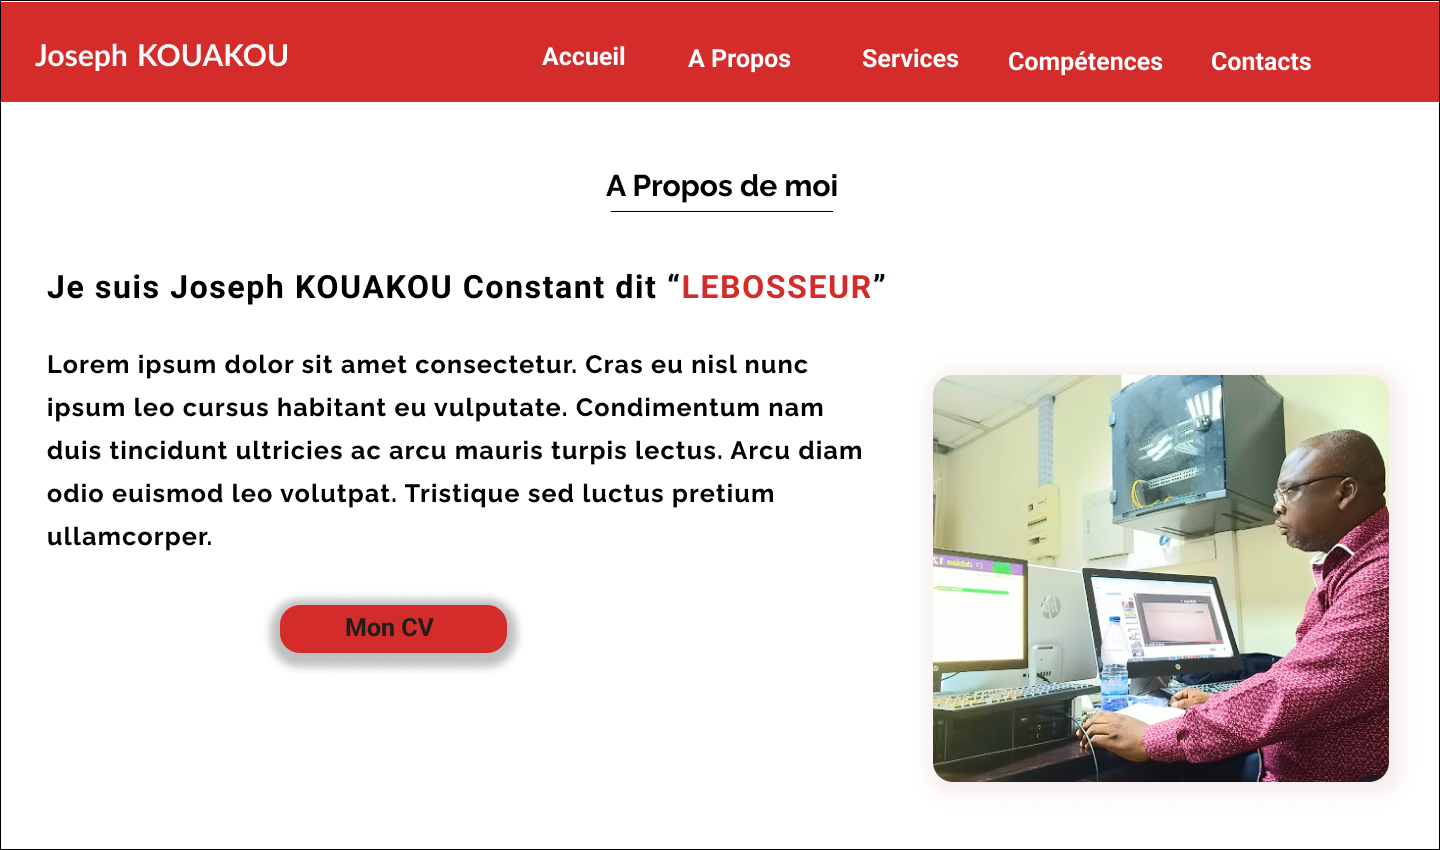 Joseph KOUAKOU
Accueil
A Propos
Services
Compétences
Contacts
A Propos de moi
Je suis Joseph KOUAKOU Constant dit “LEBOSSEUR”
Lorem ipsum dolor sit amet consectetur. Cras eu nisl nunc
ipsum leo cursus habitant eu vulputate. Condimentum nam
duis tincidunt ultricies ac arcu mauris turpis lectus. Arcu diam
odio euismod leo volutpat. Tristique sed luctus pretium
ullamcorper.
Mon CV